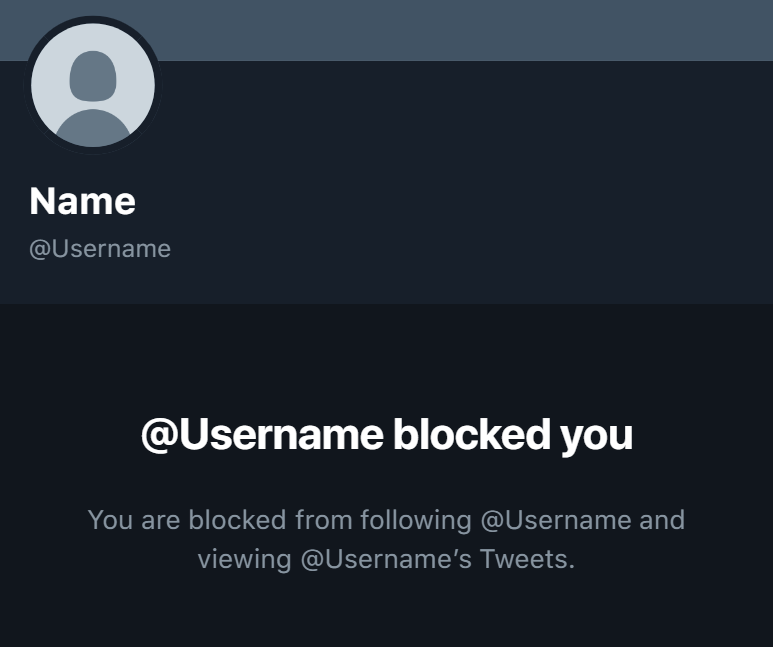 Name
@Username
@Username blocked you
You are blocked from following @Username and
viewing @Username’s Tweets.